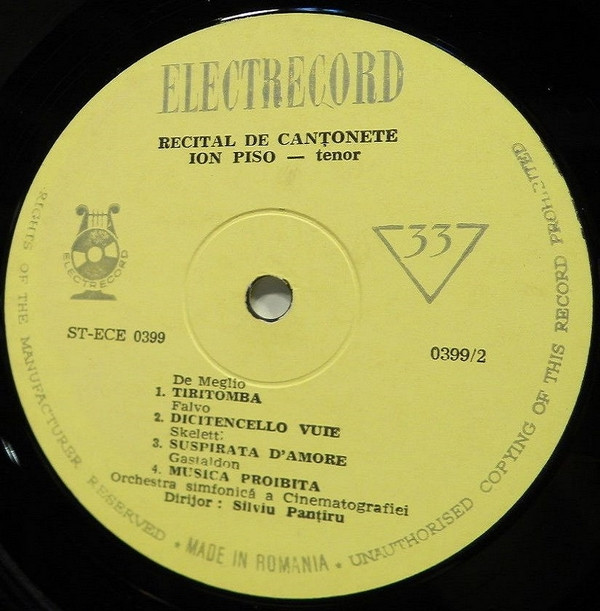 ELECTRECORD
RECITAL DE CANȚONETE
ION PISO — tenor
33
ELECTRECORD
ST-ECE 0399
0399/2
De Meglio
1. TIRITOMBA
Falvo
2. DICITENCELLO VUIE
Skeletti
3. SUSPIRATA D'AMORE
Gastaldon
4. MUSICA PROIBITA
Orchestra simfonică a Cinematografiei
Dirijor : Silviu Panțiru
RIGHTS OF THE MANUFACTURER RESERVED • MADE IN ROMANIA • UNAUTHORISED COPYING OF THIS RECORD PROHIBITED